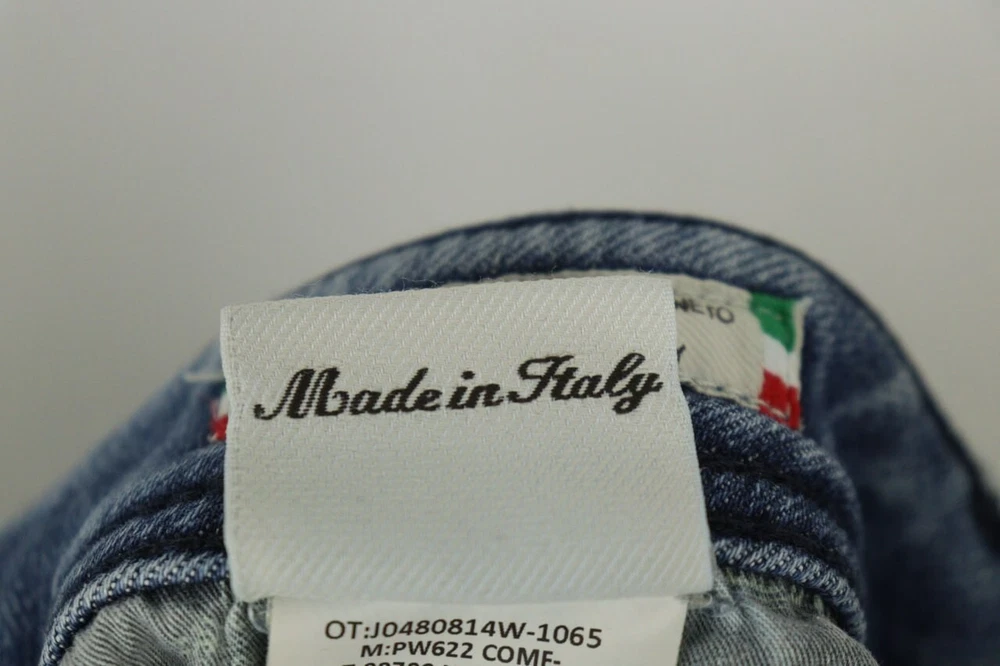 Made in Italy
OT:J0480814W-1065
M:PW622 COMF-